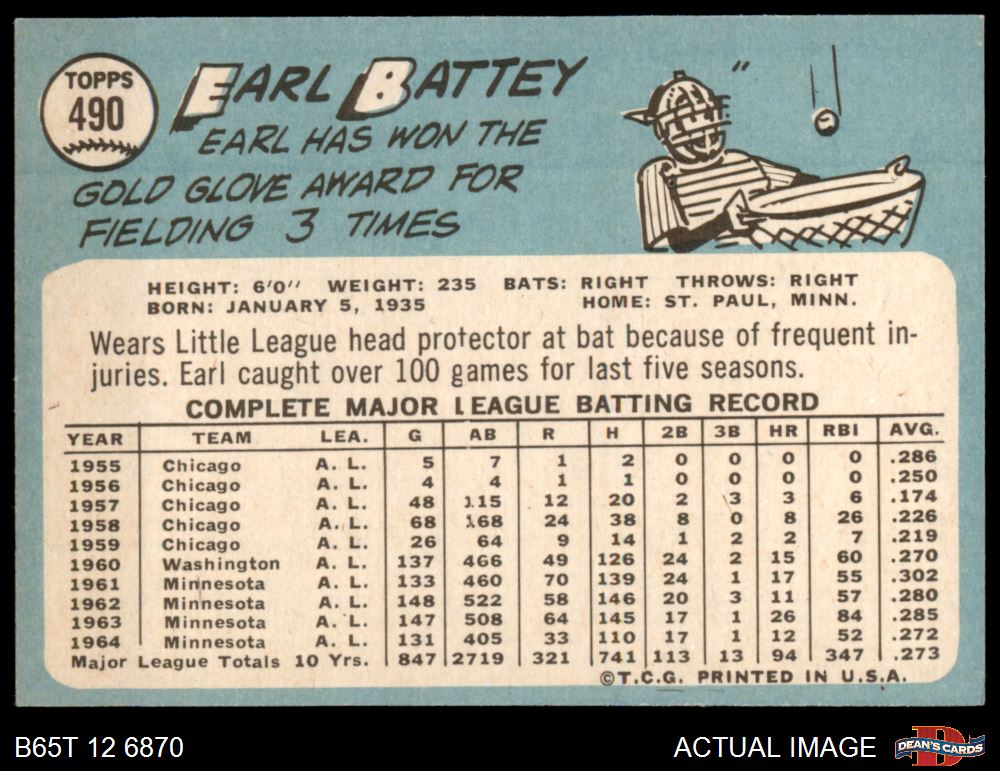 TOPPS
490
EARL BATTEY
EARL HAS WON THE
GOLD GLOVE AWARD FOR
FIELDING 3 TIMES
HEIGHT: 6'0" WEIGHT: 235 BATS: RIGHT THROWS: RIGHT
BORN: JANUARY 5, 1935 HOME: ST. PAUL, MINN.
Wears Little League head protector at bat because of frequent in-
juries. Earl caught over 100 games for last five seasons.
COMPLETE MAJOR LEAGUE BATTING RECORD
YEAR TEAM LEA. G AB R H 2B 3B HR RBI AVG.
1955 Chicago A. L. 5 7 1 2 0 0 0 0 .286
1956 Chicago A. L. 4 4 1 1 0 0 0 0 .250
1957 Chicago A. L. 48 115 12 20 2 3 3 6 .174
1958 Chicago A. L. 68 168 24 38 8 0 8 26 .226
1959 Chicago A. L. 26 64 9 14 1 2 2 7 .219
1960 Washington A. L. 137 466 49 126 24 2 15 60 .270
1961 Minnesota A. L. 133 460 70 139 24 1 17 55 .302
1962 Minnesota A. L. 148 522 58 146 20 3 11 57 .280
1963 Minnesota A. L. 147 508 64 145 17 1 26 84 .285
1964 Minnesota A. L. 131 405 33 110 17 1 12 52 .272
Major League Totals 10 Yrs. 847 2719 321 741 113 13 94 347 .273
©T.C.G. PRINTED IN U.S.A.
B65T 12 6870 ACTUAL IMAGE DEAN'S CARDS